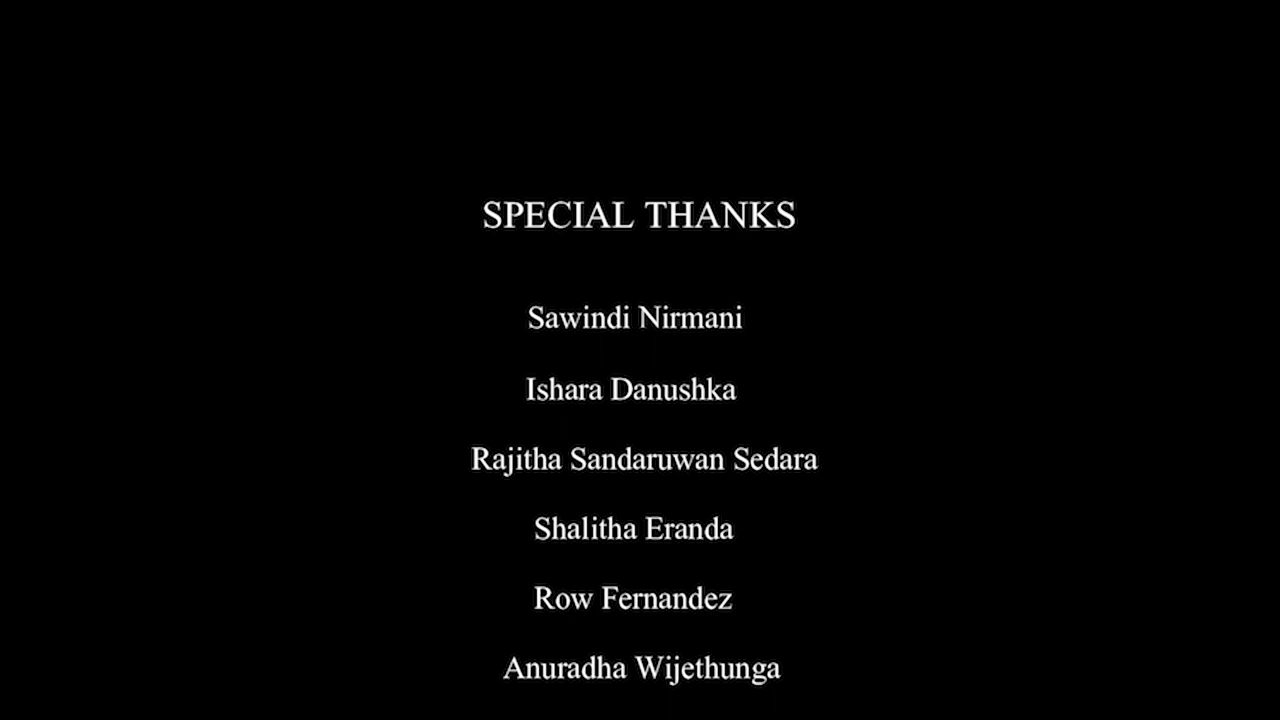 SPECIAL THANKS
Sawindi Nirmani
Ishara Danushka
Rajitha Sandaruwan Sedara
Shalitha Eranda
Row Fernandez
Anuradha Wijethunga